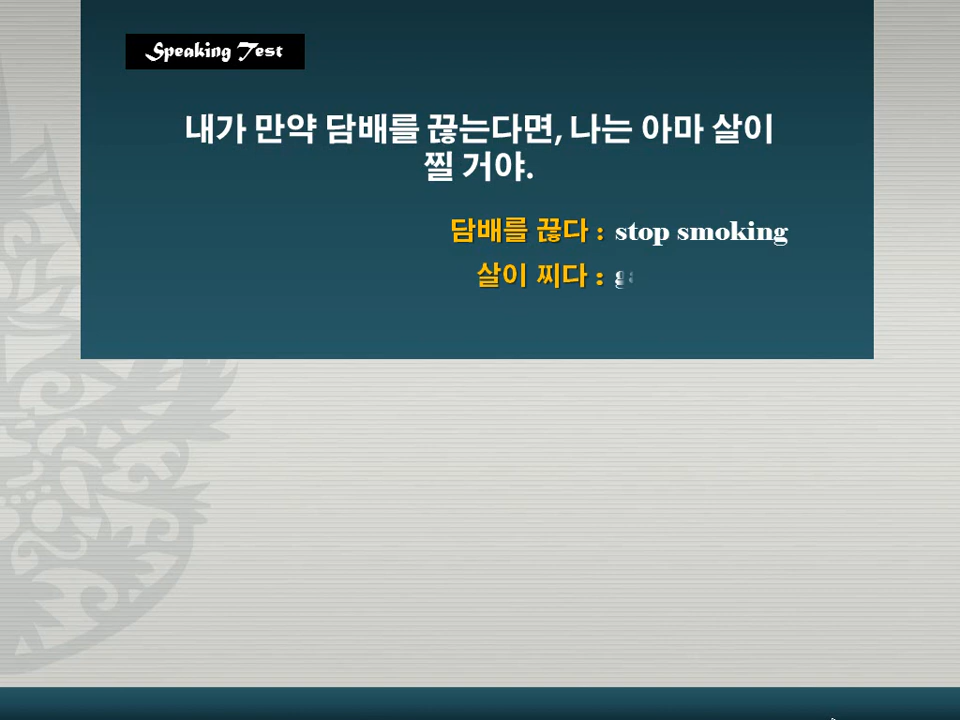 Speaking Test
내가 만약 담배를 끊는다면, 나는 아마 살이
찔 거야.
담배를 끊다 : stop smoking
살이 찌다 :